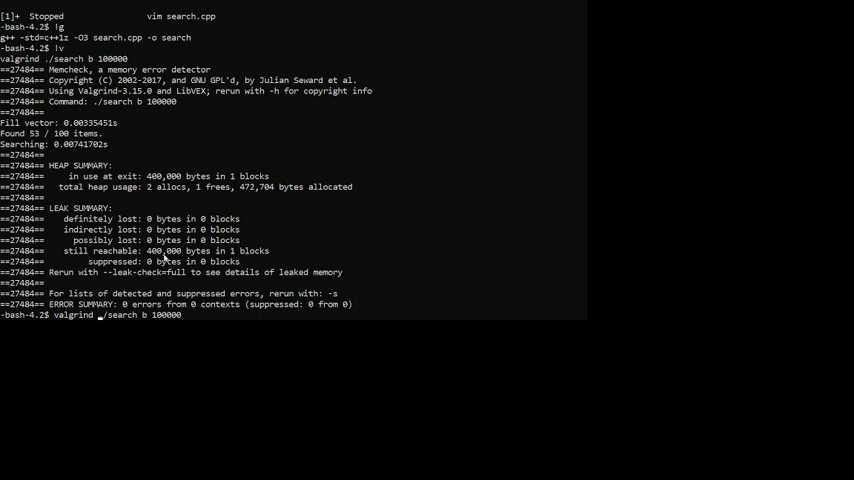 [1]+  Stopped                 vim search.cpp
-bash-4.2$ !g
g++ -std=c++1z -O3 search.cpp -o search
-bash-4.2$ !v
valgrind ./search b 100000
==27484== Memcheck, a memory error detector
==27484== Copyright (C) 2002-2017, and GNU GPL'd, by Julian Seward et al.
==27484== Using Valgrind-3.15.0 and LibVEX; rerun with -h for copyright info
==27484== Command: ./search b 100000
==27484==
Fill vector: 0.00335451s
Found 53 / 100 items.
Searching: 0.00741702s
==27484==
==27484== HEAP SUMMARY:
==27484==     in use at exit: 400,000 bytes in 1 blocks
==27484==   total heap usage: 2 allocs, 1 frees, 472,704 bytes allocated
==27484==
==27484== LEAK SUMMARY:
==27484==    definitely lost: 0 bytes in 0 blocks
==27484==    indirectly lost: 0 bytes in 0 blocks
==27484==      possibly lost: 0 bytes in 0 blocks
==27484==    still reachable: 400,000 bytes in 1 blocks
==27484==         suppressed: 0 bytes in 0 blocks
==27484== Rerun with --leak-check=full to see details of leaked memory
==27484==
==27484== For lists of detected and suppressed errors, rerun with: -s
==27484== ERROR SUMMARY: 0 errors from 0 contexts (suppressed: 0 from 0)
-bash-4.2$ valgrind ./search b 100000